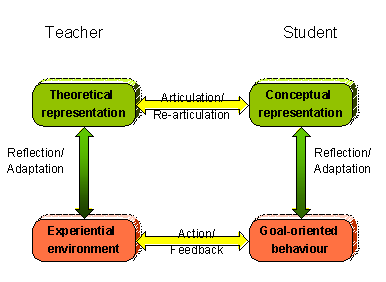 Teacher
Student
Theoretical
representation
Articulation/
Re-articulation
Conceptual
representation
Reflection/
Adaptation
Reflection/
Adaptation
Experiential
environment
Action/
Feedback
Goal-oriented
behaviour